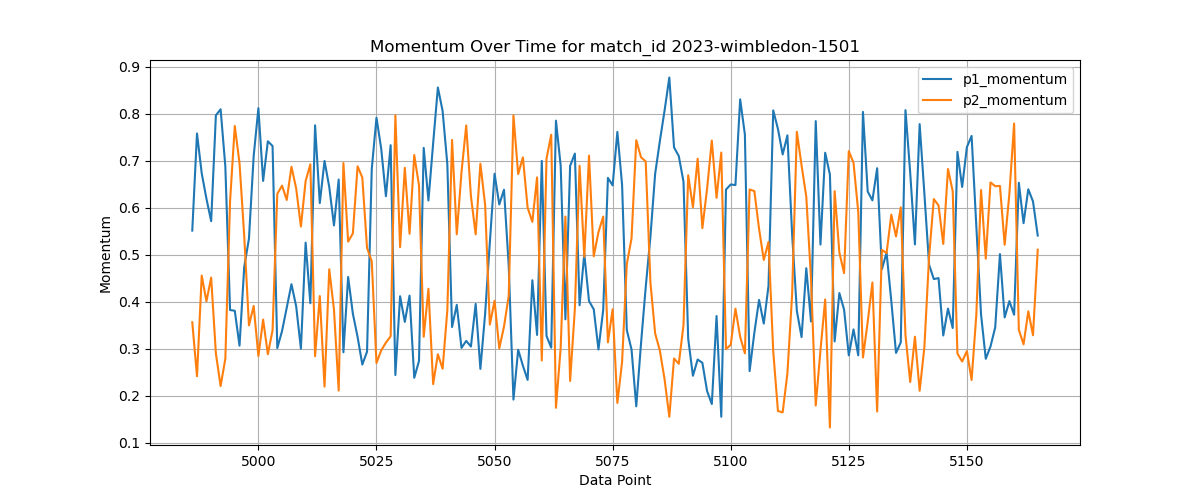 Momentum Over Time for match_id 2023-wimbledon-1501
p1_momentum
p2_momentum
0.9
0.8
0.7
0.6
0.5
0.4
0.3
0.2
0.1
Momentum
5000 5025 5050 5075 5100 5125 5150
Data Point